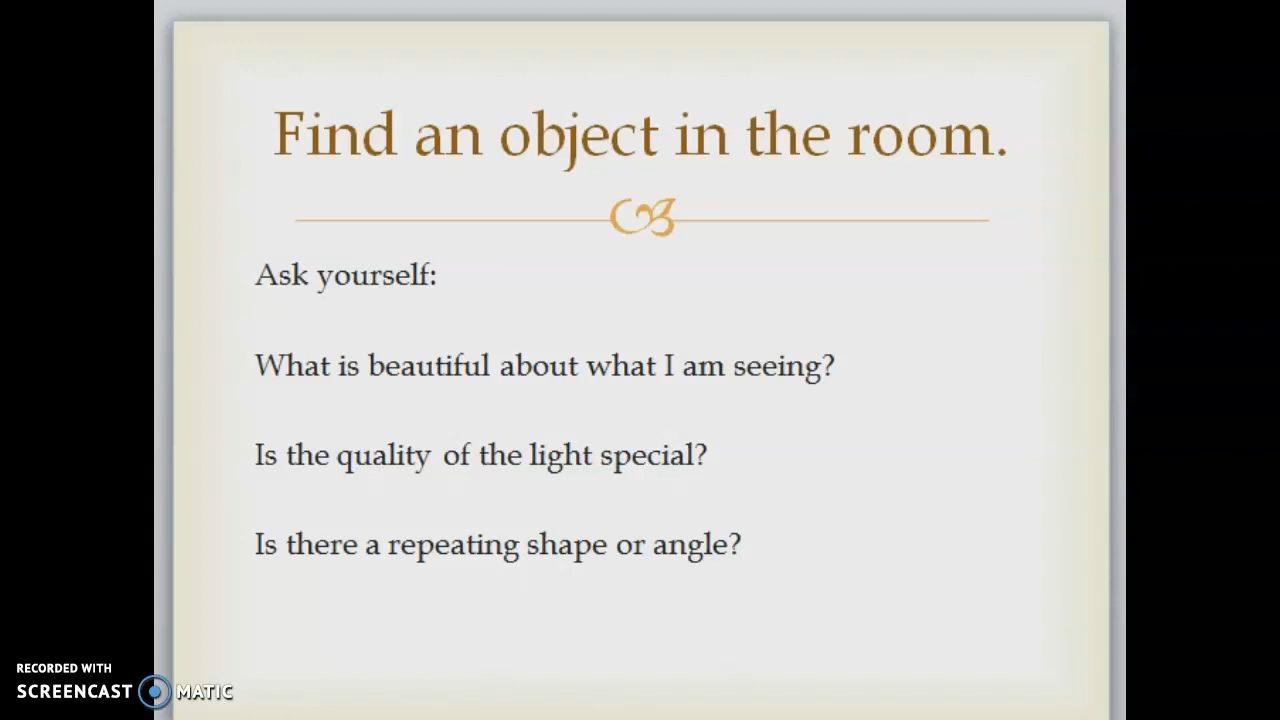 Find an object in the room.
Ask yourself:
What is beautiful about what I am seeing?
Is the quality of the light special?
Is there a repeating shape or angle?
RECORDED WITH
SCREENCAST MATIC